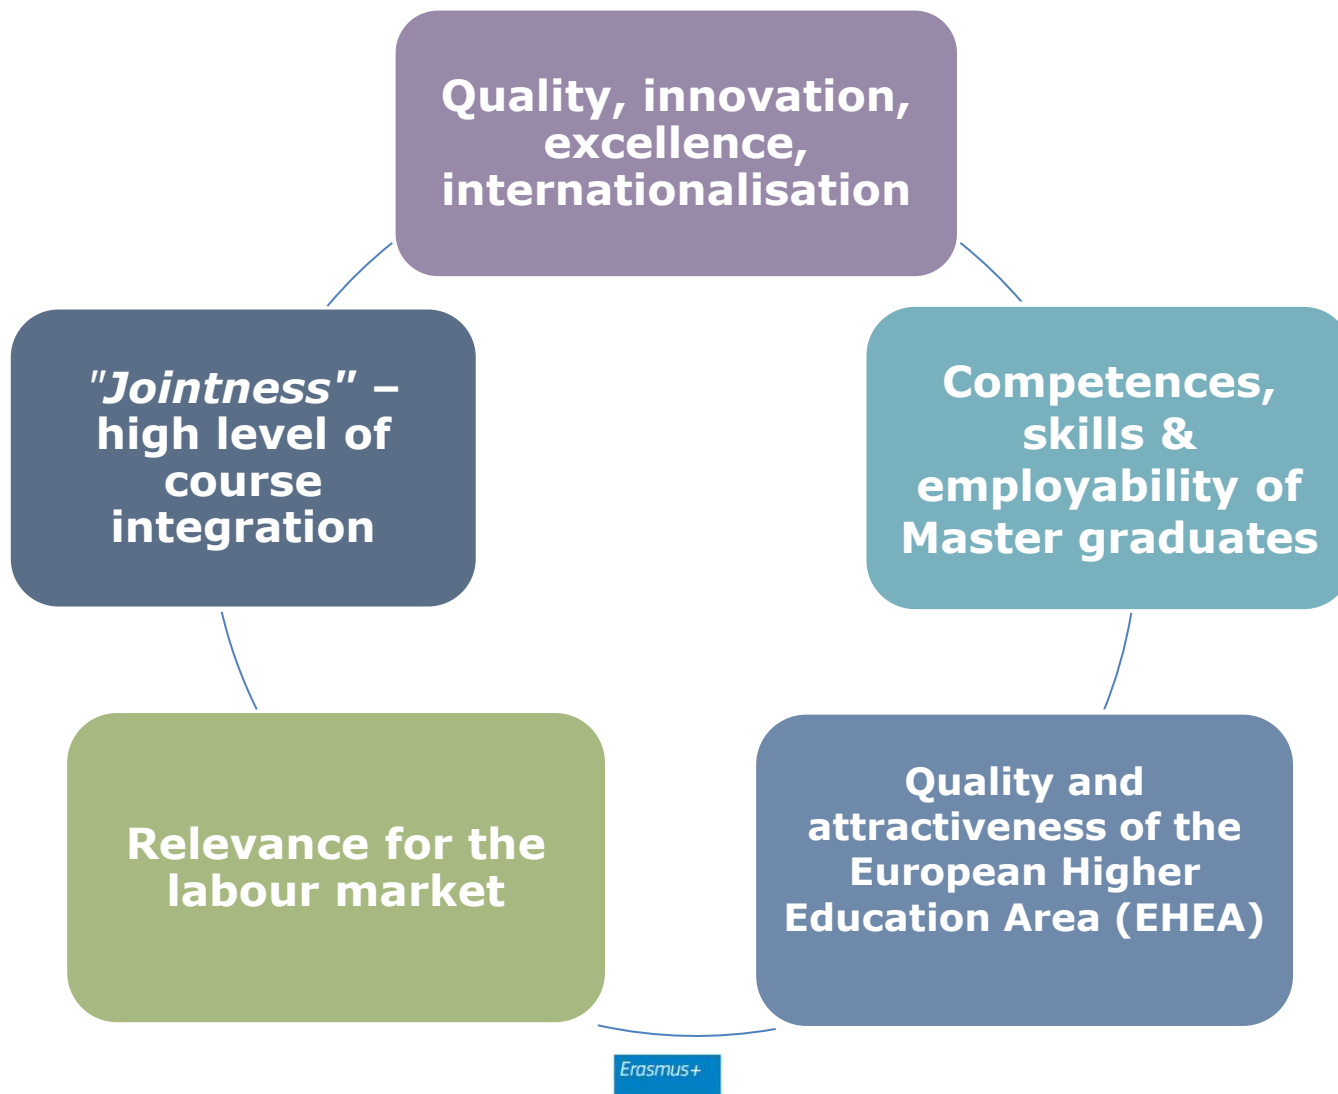 Quality, innovation,
excellence,
internationalisation
"Jointness" –
high level of
course
integration
Competences,
skills &
employability of
Master graduates
Relevance for the
labour market
Quality and
attractiveness of the
European Higher
Education Area (EHEA)
Erasmus+